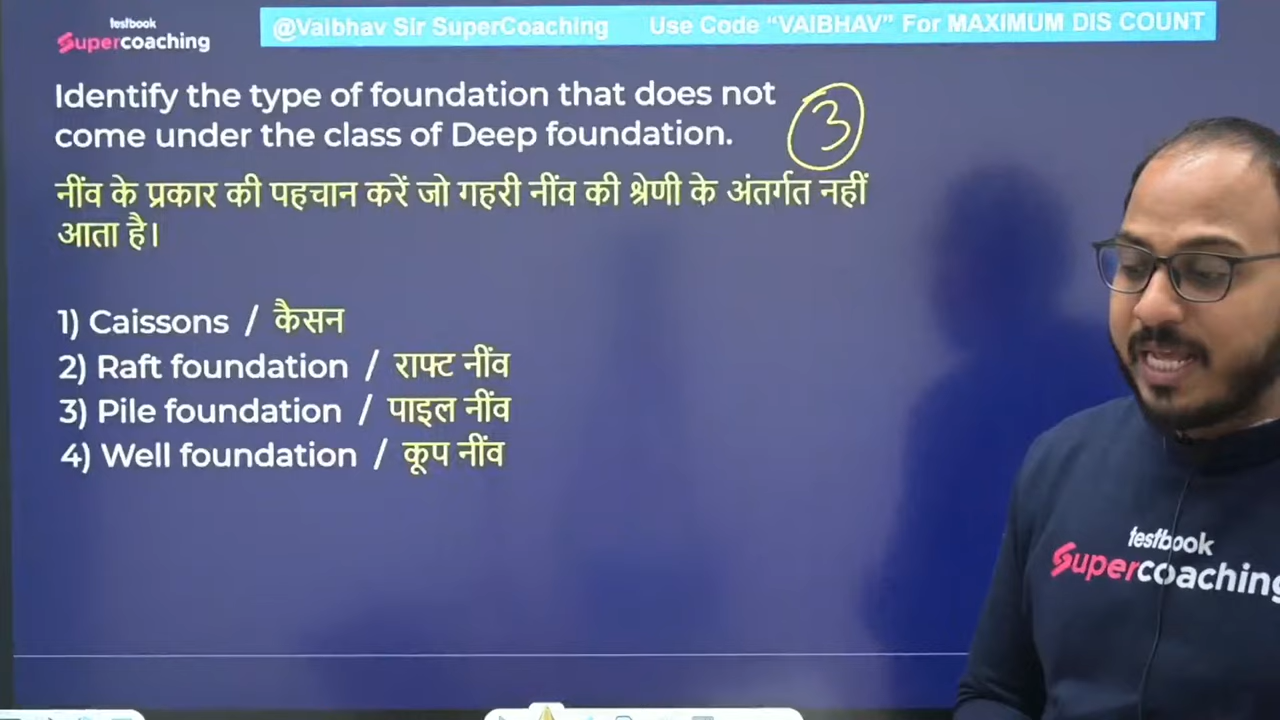 testbook
Supercoaching
@Vaibhav Sir SuperCoaching Use Code “VAIBHAV” For MAXIMUM DIS COUNT
Identify the type of foundation that does not
come under the class of Deep foundation.
3
नींव के प्रकार की पहचान करें जो गहरी नींव की श्रेणी के अंतर्गत नहीं
आता है।
1) Caissons / कैसन
2) Raft foundation / राफ्ट नींव
3) Pile foundation / पाइल नींव
4) Well foundation / कूप नींव
testbook
Supercoaching